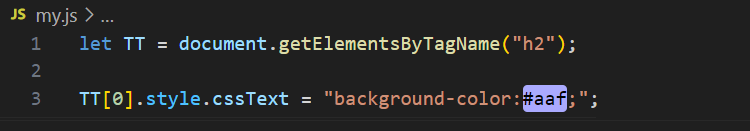 JS my.js > ...
1 let TT = document.getElementsByTagName("h2");
2
3 TT[0].style.cssText = "background-color:#aaf;";